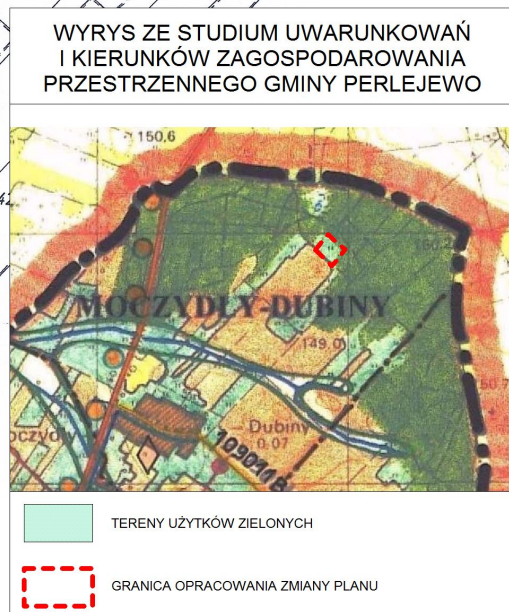 WYRYS ZE STUDIUM UWARUNKOWAŃ
I KIERUNKÓW ZAGOSPODAROWANIA
PRZESTRZENNEGO GMINY PERLEJEWO
150.6
MOCZYDŁY-DUBINY
149.0
Dubiny
0.07
109091B
TERENY UŻYTKÓW ZIELONYCH
GRANICA OPRACOWANIA ZMIANY PLANU